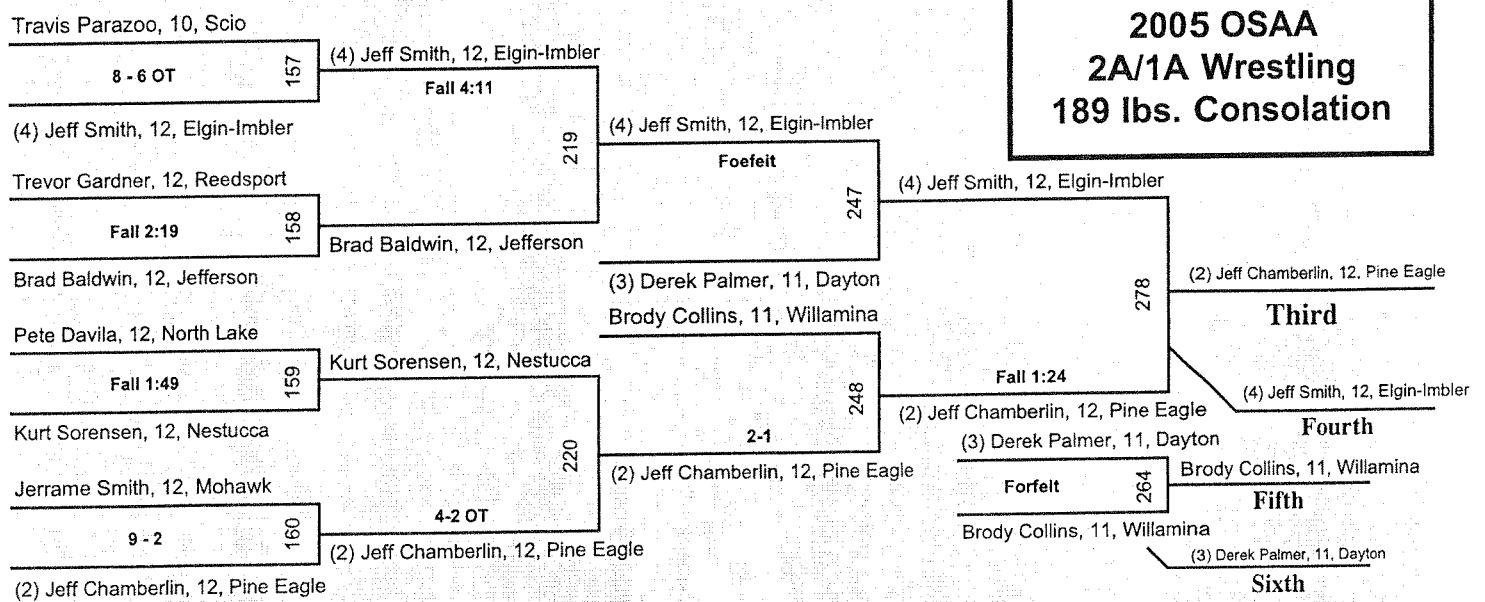 2005 OSAA
2A/1A Wrestling
189 lbs. Consolation
Travis Parazoo, 10, Scio
8 - 6 OT
157
(4) Jeff Smith, 12, Elgin-Imbler
(4) Jeff Smith, 12, Elgin-Imbler
Fall 4:11
219
Trevor Gardner, 12, Reedsport
Fall 2:19
158
Brad Baldwin, 12, Jefferson
Brad Baldwin, 12, Jefferson
(4) Jeff Smith, 12, Elgin-Imbler
Foefeit
247
(3) Derek Palmer, 11, Dayton
(4) Jeff Smith, 12, Elgin-Imbler
Pete Davila, 12, North Lake
Fall 1:49
159
Kurt Sorensen, 12, Nestucca
Kurt Sorensen, 12, Nestucca
220
4-2 OT
Jerrame Smith, 12, Mohawk
9 - 2
160
(2) Jeff Chamberlin, 12, Pine Eagle
(2) Jeff Chamberlin, 12, Pine Eagle
Brody Collins, 11, Willamina
248
2-1
(2) Jeff Chamberlin, 12, Pine Eagle
278
Fall 1:24
(2) Jeff Chamberlin, 12, Pine Eagle
(2) Jeff Chamberlin, 12, Pine Eagle
Third
(4) Jeff Smith, 12, Elgin-Imbler
Fourth
(3) Derek Palmer, 11, Dayton
Forfeit
264
Brody Collins, 11, Willamina
Brody Collins, 11, Willamina
Fifth
(3) Derek Palmer, 11, Dayton
Sixth